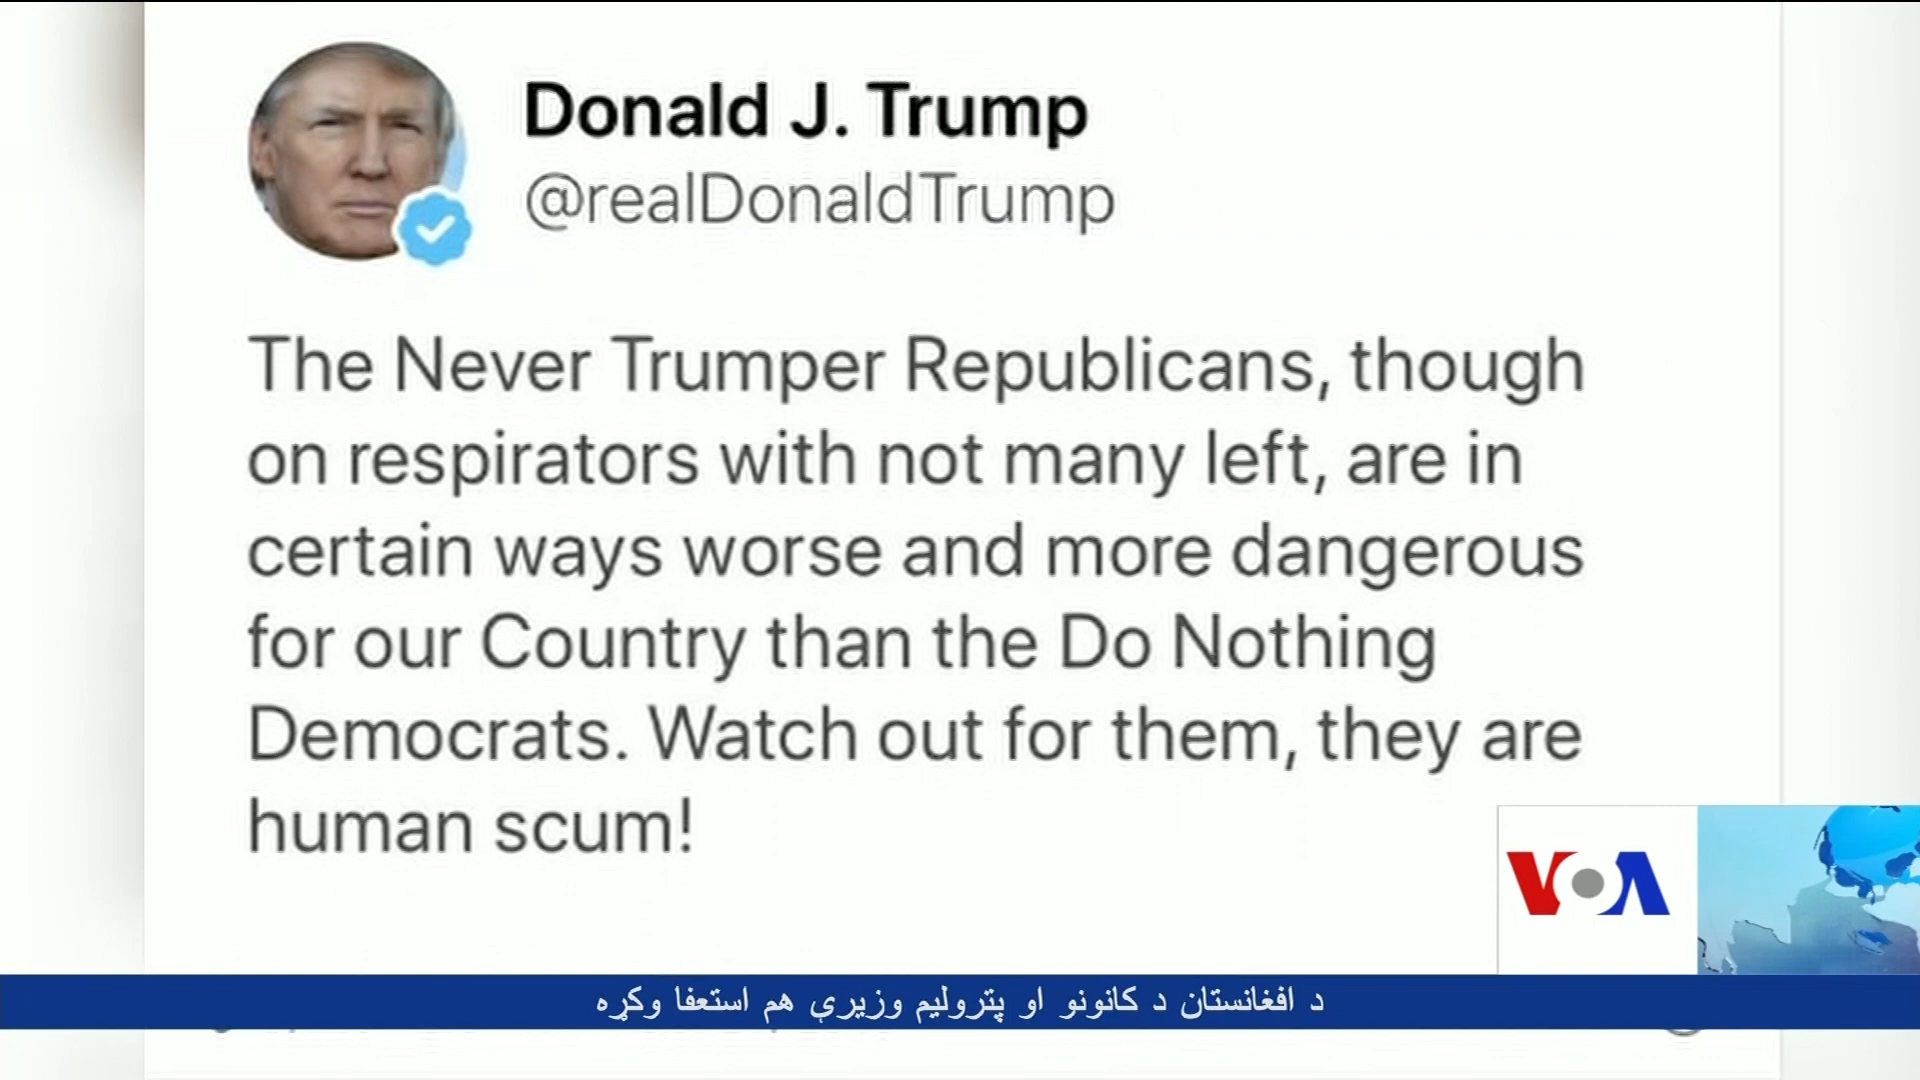 Donald J. Trump
@realDonaldTrump
The Never Trumper Republicans, though
on respirators with not many left, are in
certain ways worse and more dangerous
for our Country than the Do Nothing
Democrats. Watch out for them, they are
human scum!
VOA
د افغانستان د کانونو او پترولیم وزیرې هم استعفا وکړه